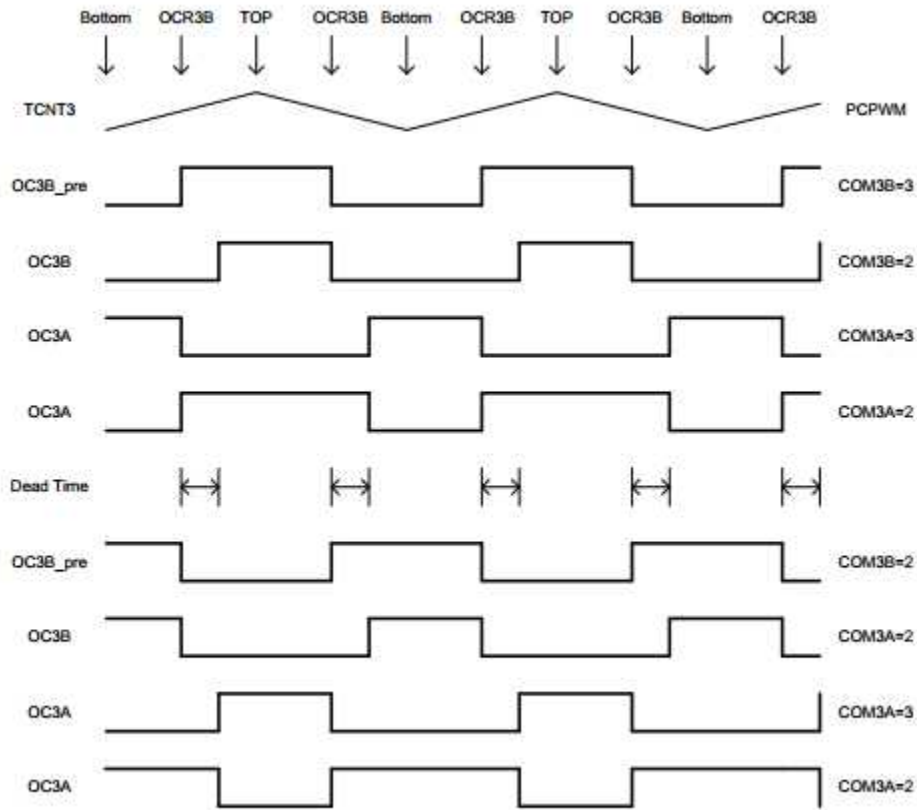 Bottom OCR3B TOP OCR3B Bottom OCR3B TOP OCR3B Bottom OCR3B
TCNT3 PCPWM
OC3B_pre COM3B=3
OC3B COM3B=2
OC3A COM3A=3
OC3A COM3A=2
Dead Time
OC3B_pre COM3B=2
OC3B COM3A=2
OC3A COM3A=3
OC3A COM3A=2